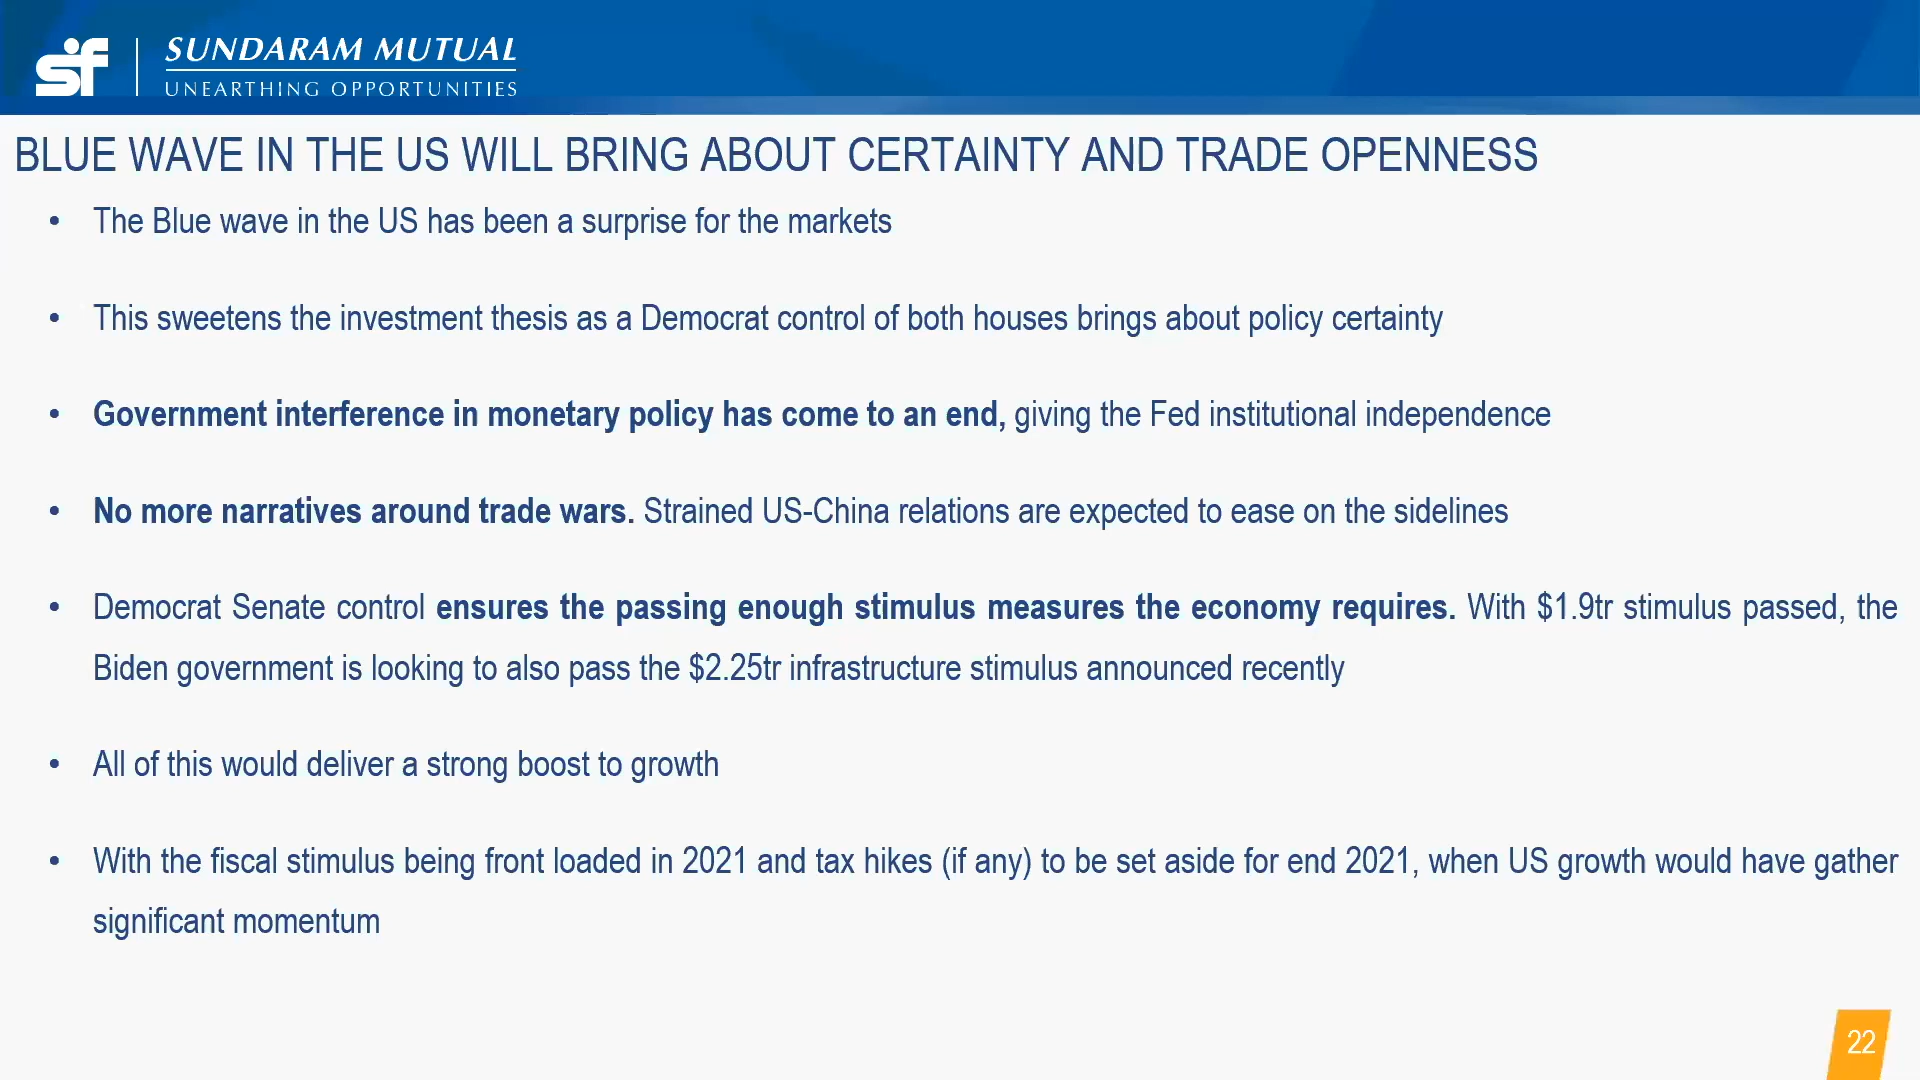 sf
SUNDARAM MUTUAL
UNEARTHING OPPORTUNITIES
BLUE WAVE IN THE US WILL BRING ABOUT CERTAINTY AND TRADE OPENNESS
• The Blue wave in the US has been a surprise for the markets
• This sweetens the investment thesis as a Democrat control of both houses brings about policy certainty
• Government interference in monetary policy has come to an end, giving the Fed institutional independence
• No more narratives around trade wars. Strained US-China relations are expected to ease on the sidelines
• Democrat Senate control ensures the passing enough stimulus measures the economy requires. With $1.9tr stimulus passed, the
Biden government is looking to also pass the $2.25tr infrastructure stimulus announced recently
• All of this would deliver a strong boost to growth
• With the fiscal stimulus being front loaded in 2021 and tax hikes (if any) to be set aside for end 2021, when US growth would have gather
significant momentum
22